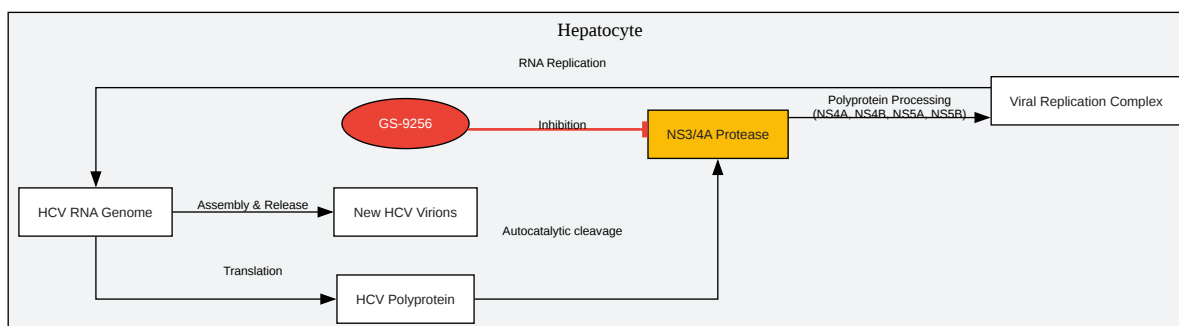 Hepatocyte
RNA Replication
Viral Replication Complex
Polyprotein Processing
(NS4A, NS4B, NS5A, NS5B)
GS-9256
Inhibition
NS3/4A Protease
HCV RNA Genome
Assembly & Release
New HCV Virions
Autocatalytic cleavage
Translation
HCV Polyprotein